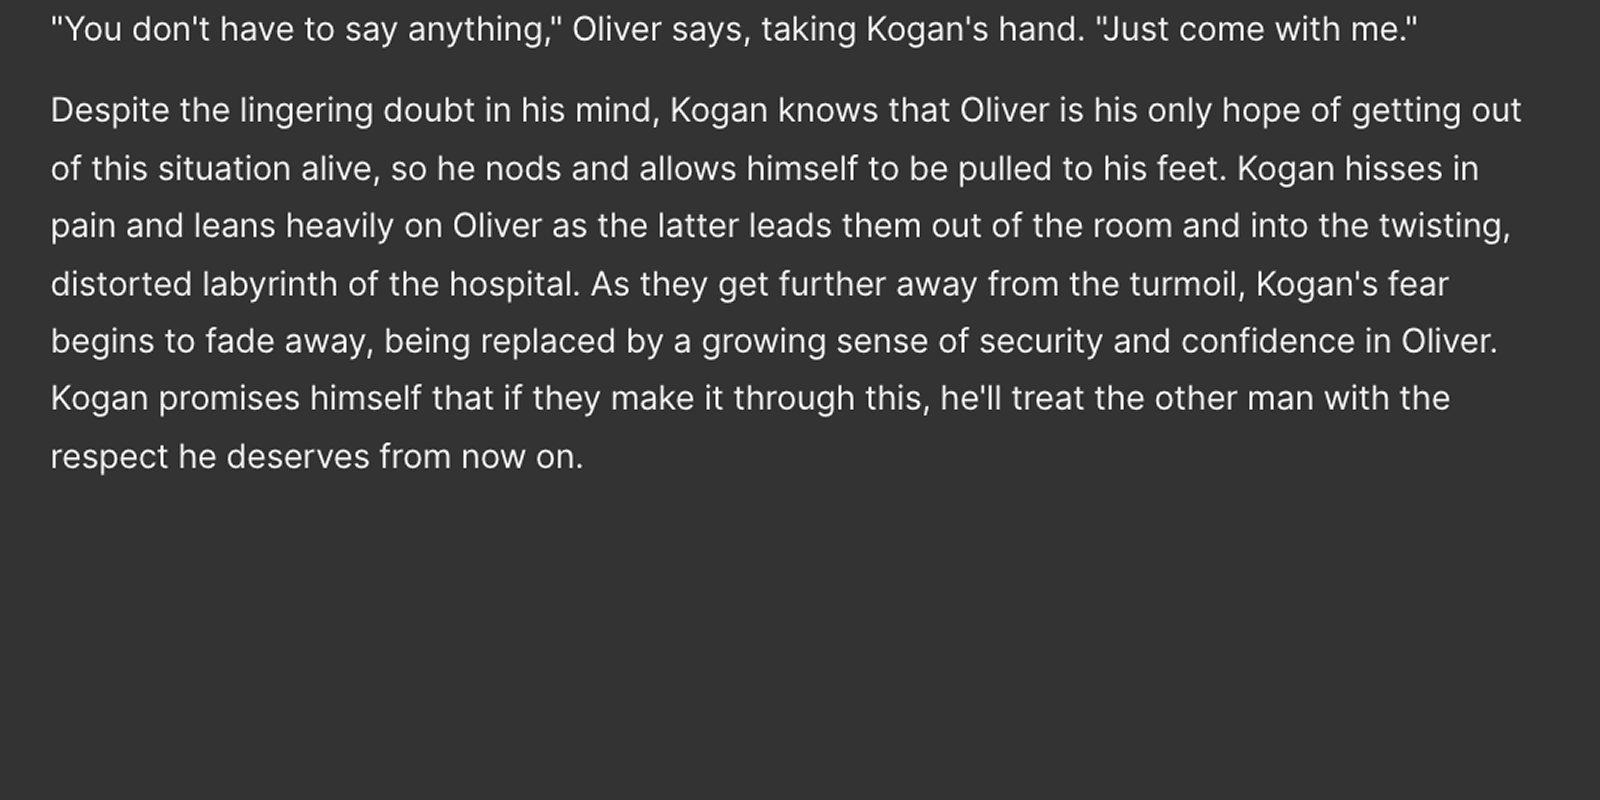 "You don't have to say anything," Oliver says, taking Kogan's hand. "Just come with me."
Despite the lingering doubt in his mind, Kogan knows that Oliver is his only hope of getting out
of this situation alive, so he nods and allows himself to be pulled to his feet. Kogan hisses in
pain and leans heavily on Oliver as the latter leads them out of the room and into the twisting,
distorted labyrinth of the hospital. As they get further away from the turmoil, Kogan's fear
begins to fade away, being replaced by a growing sense of security and confidence in Oliver.
Kogan promises himself that if they make it through this, he'll treat the other man with the
respect he deserves from now on.